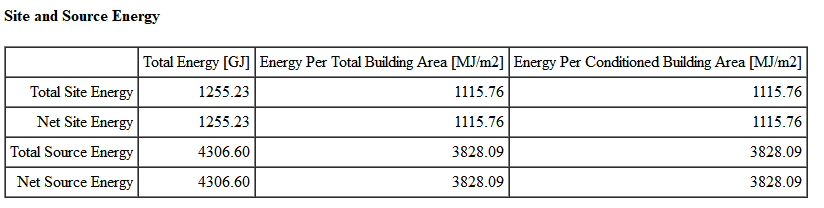 Site and Source Energy
Total Energy [GJ] Energy Per Total Building Area [MJ/m2] Energy Per Conditioned Building Area [MJ/m2]
Total Site Energy 1255.23 1115.76 1115.76
Net Site Energy 1255.23 1115.76 1115.76
Total Source Energy 4306.60 3828.09 3828.09
Net Source Energy 4306.60 3828.09 3828.09